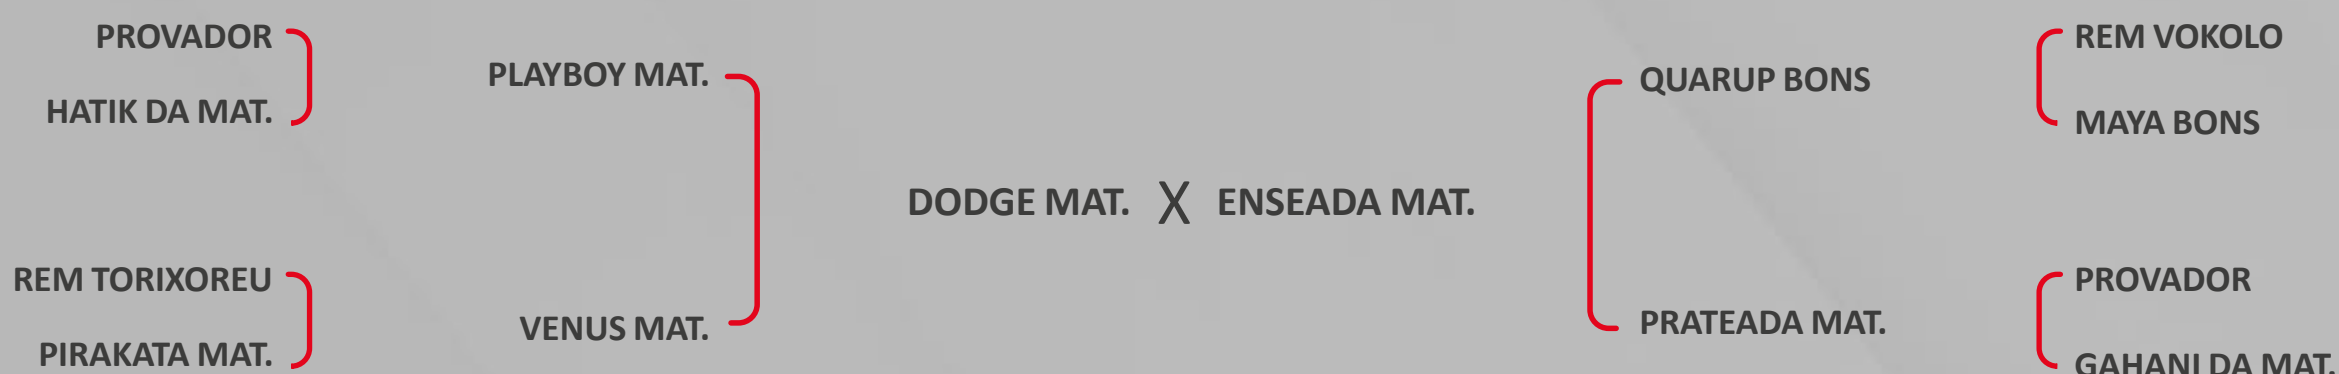 PROVADOR
HATIK DA MAT.
REM TORIXOREU
PIRAKATA MAT.
PLAYBOY MAT.
VENUS MAT.
DODGE MAT. X ENSEADA MAT.
QUARUP BONS
PRATEADA MAT.
REM VOKOLO
MAYA BONS
PROVADOR
GAHANI DA MAT.